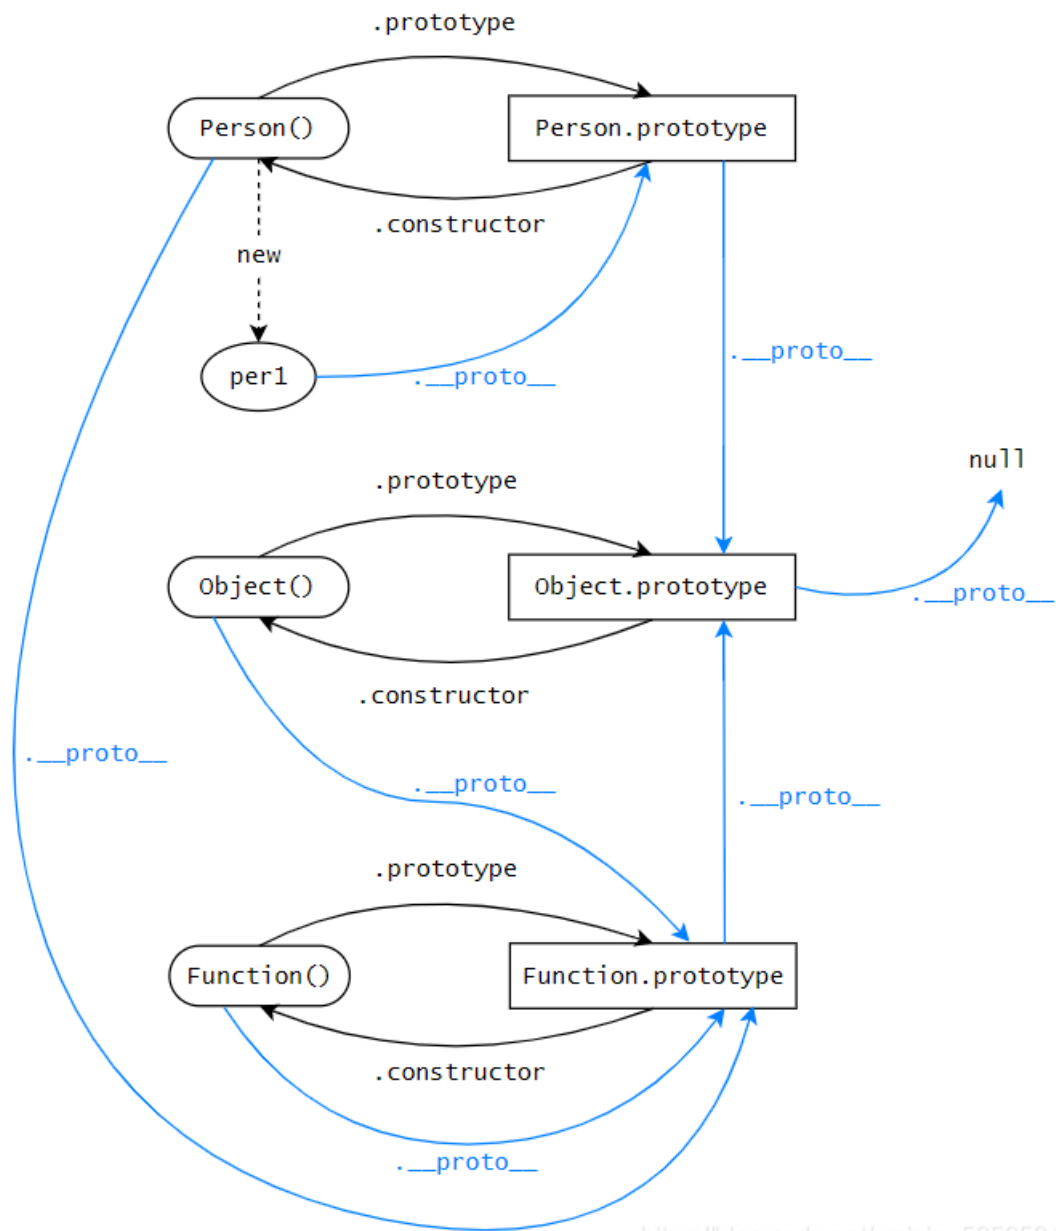 .prototype
Person()
Person.prototype
.constructor
new
.__proto__
per1
.__proto__
null
.prototype
Object()
Object.prototype
.__proto__
.constructor
.__proto__
.__proto__
.__proto__
.prototype
Function()
Function.prototype
.constructor
.__proto__